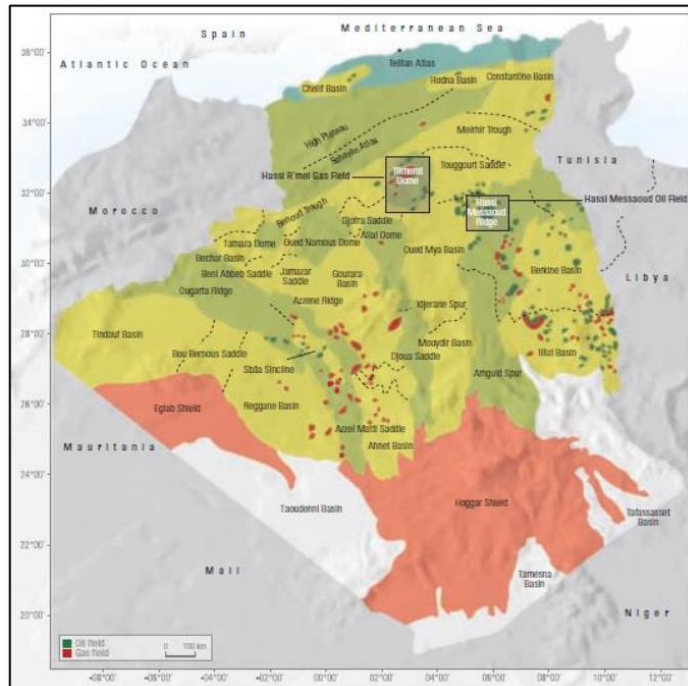 Spain
Mediterranean Sea
36°00'
Tellian Atlas
Atlantic Ocean
Chelif Basin
Hodna Basin
Constantine Basin
34°00'
High Plateau
Saharile Atlas
Melrhir Trough
Hassi R'mel Gas Field
Tilrhemt
Dome
Touggourt Saddle
Tunisia
32°00'
Benoud Trough
Djofra Saddle
Hassi
Messaoud
Ridge
Hassi Messaoud Oil Field
Morocco
Tamara Dome
Oued Namous Dome
Allal Dome
Oued Mya Basin
30°00'
Bechar Basin
Beni Abbeb Saddle
Jamazar
Saddle
Gourara
Basin
Berkine Basin
Libya
Ougarta Ridge
Azzene Ridge
Idjerane Spur
28°00'
Tindouf Basin
Mouydir Basin
Bou Bernous Saddle
Sbâa Sincline
Djoua Saddle
Illizi Basin
Amguid Spur
26°00'
Eglab Shield
Reggane Basin
Azzel Matti Saddle
Mauritania
Ahnet Basin
24°00'
Taoudenni Basin
Hoggar Shield
Tafassasset
Basin
22°00'
Mali
Tamesna
Basin
20°00'
Niger
Oil field
Gas field
0 100 km
08°00' 06°00' 04°00' 02°00' 00°00' 02°00' 04°00' 06°00' 08°00' 10°00'